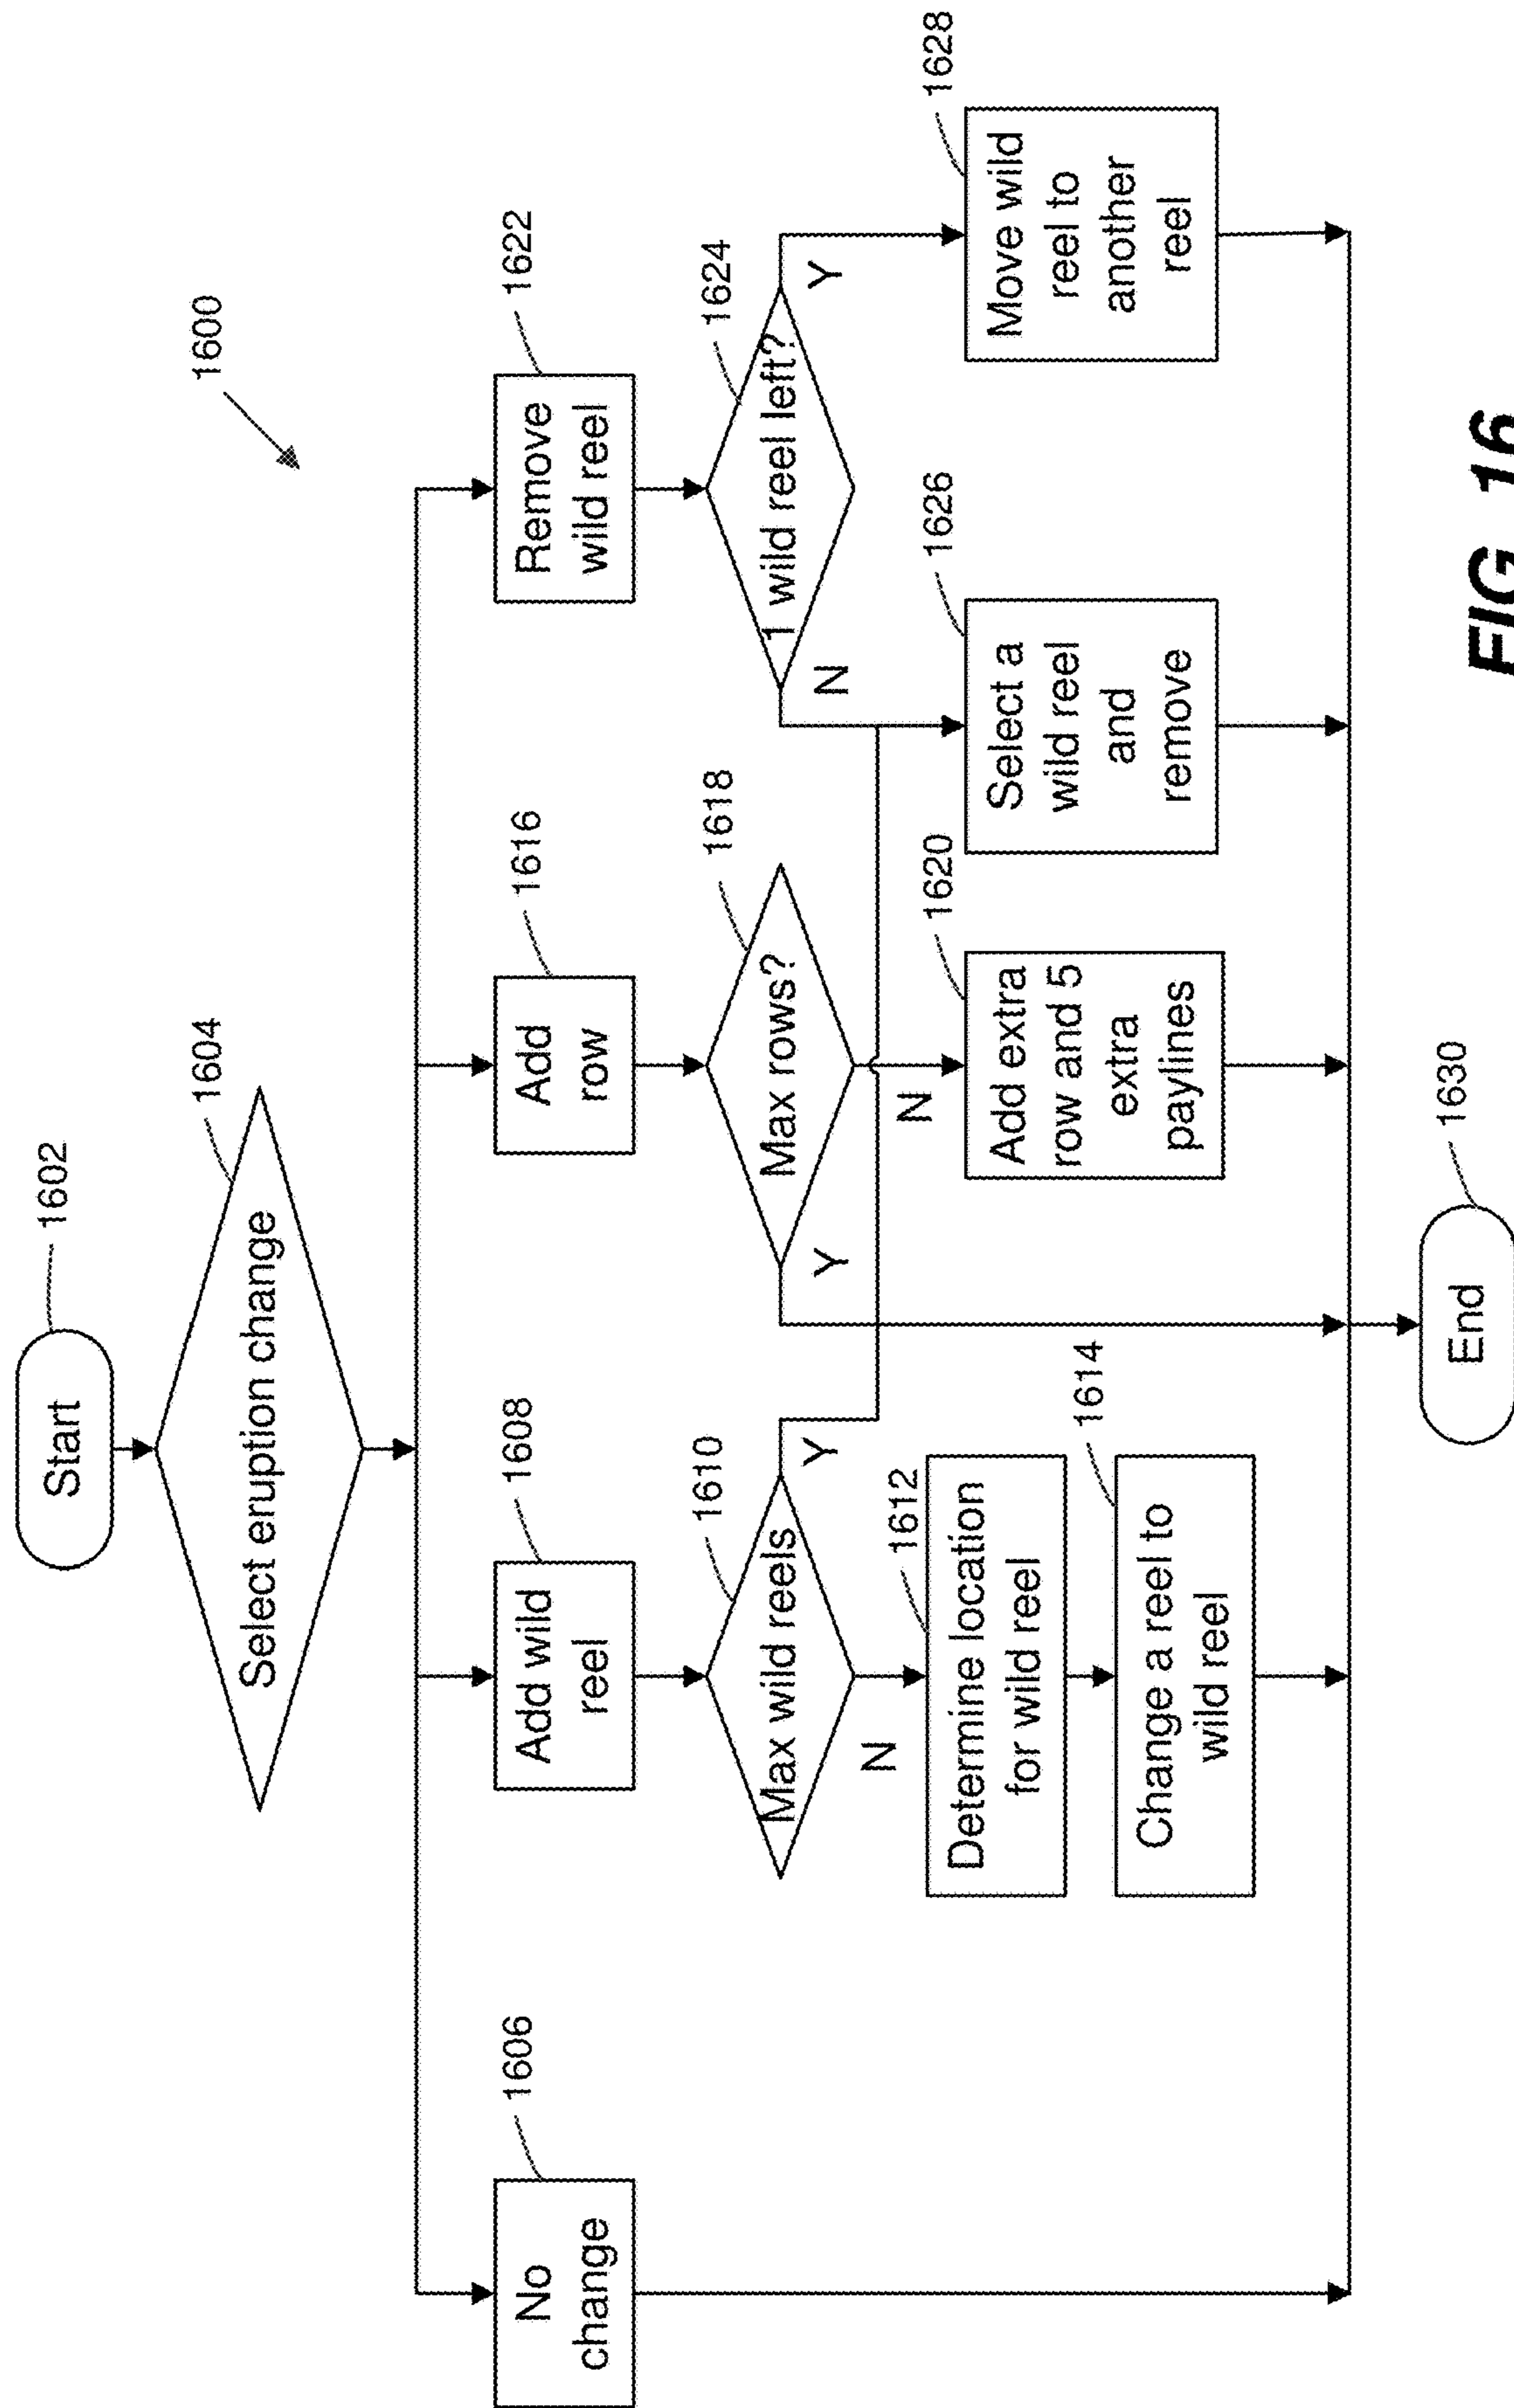 1600
Start
1602
Select eruption change
1604
No
change
1606
Add wild
reel
1608
Add
row
1616
Remove
wild reel
1622
Max wild reels
1610
Y
N
Max rows?
1618
Y
N
1 wild reel left?
1624
N
Y
Determine location
for wild reel
1612
Change a reel to
wild reel
1614
Add extra
row and 5
extra
paylines
1620
Select a
wild reel
and
remove
1626
Move wild
reel to
another
reel
1628
End
1630
FIG. 16